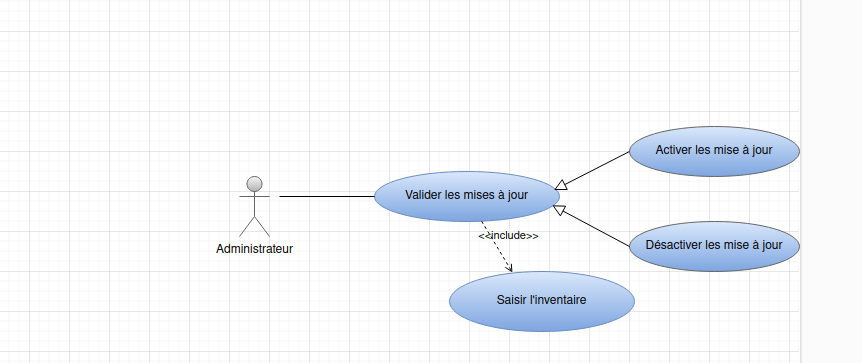 Activer les mise à jour
Valider les mises à jour
Administrateur
<<include>>
Désactiver les mise à jour
Saisir l'inventaire